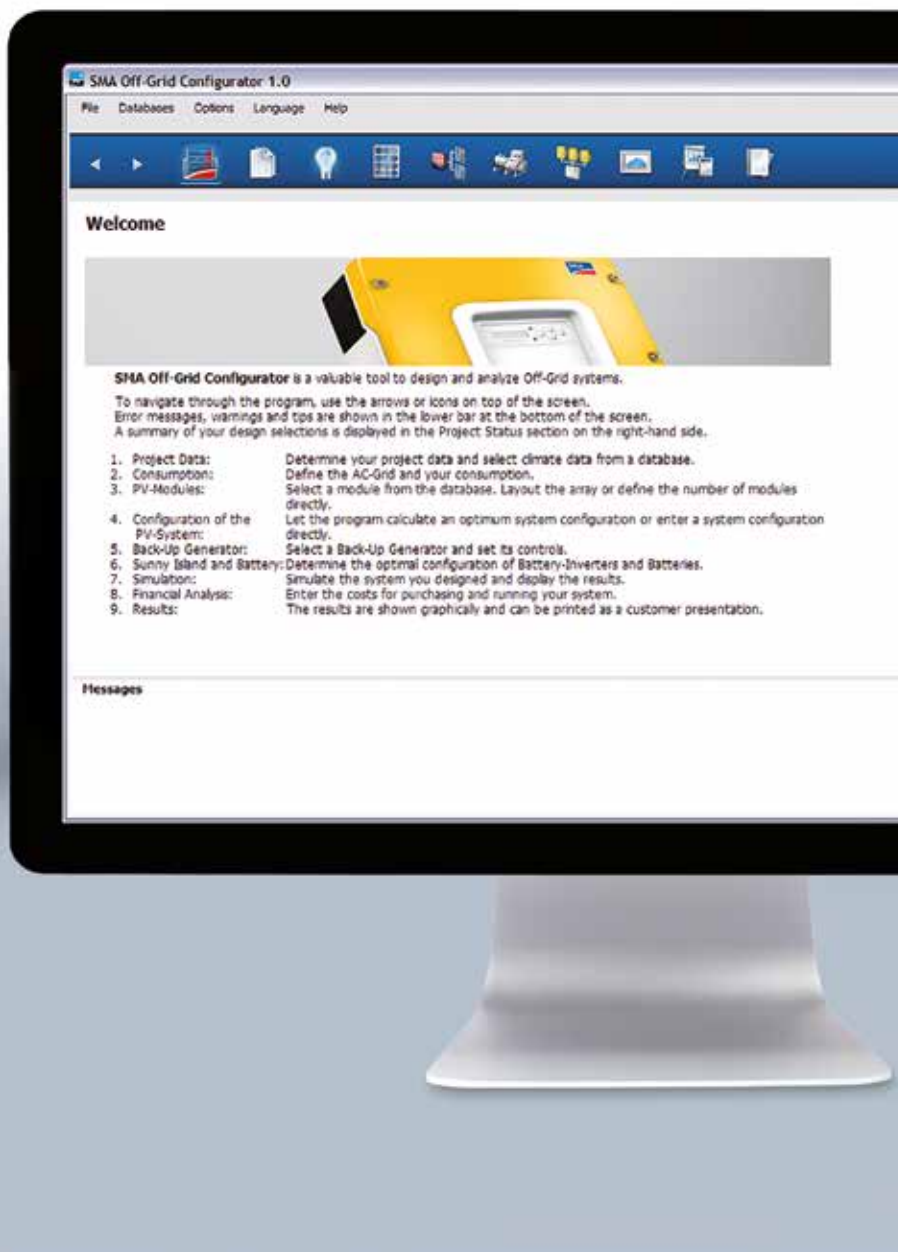 SMA Off-Grid Configurator 1.0
File Databases Options Language Help
Welcome
SMA
SMA Off-Grid Configurator is a valuable tool to design and analyze Off-Grid systems.
To navigate through the program, use the arrows or icons on top of the screen.
Error messages, warnings and tips are shown in the lower bar at the bottom of the screen.
A summary of your design selections is displayed in the Project Status section on the right-hand side.
1. Project Data: Determine your project data and select climate data from a database.
2. Consumption: Define the AC-Grid and your consumption.
3. PV-Modules: Select a module from the database. Layout the array or define the number of modules
directly.
4. Configuration of the Let the program calculate an optimum system configuration or enter a system configuration
PV-System: directly.
5. Back-Up Generator: Select a Back-Up Generator and set its controls.
6. Sunny Island and Battery: Determine the optimal configuration of Battery-Inverters and Batteries.
7. Simulation: Simulate the system you designed and display the results.
8. Financial Analysis: Enter the costs for purchasing and running your system.
9. Results: The results are shown graphically and can be printed as a customer presentation.
Messages